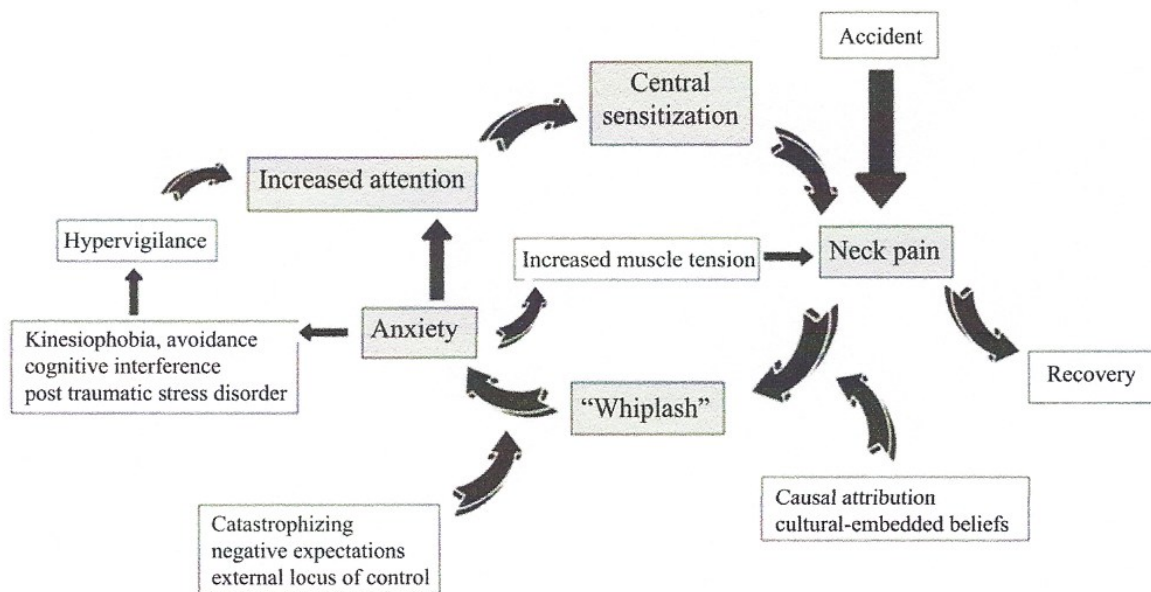 Accident
Central
sensitization
Increased attention
Hypervigilance
Increased muscle tension
Neck pain
Anxiety
Kinesiophobia, avoidance
cognitive interference
post traumatic stress disorder
Recovery
“Whiplash”
Causal attribution
cultural-embedded beliefs
Catastrophizing
negative expectations
external locus of control